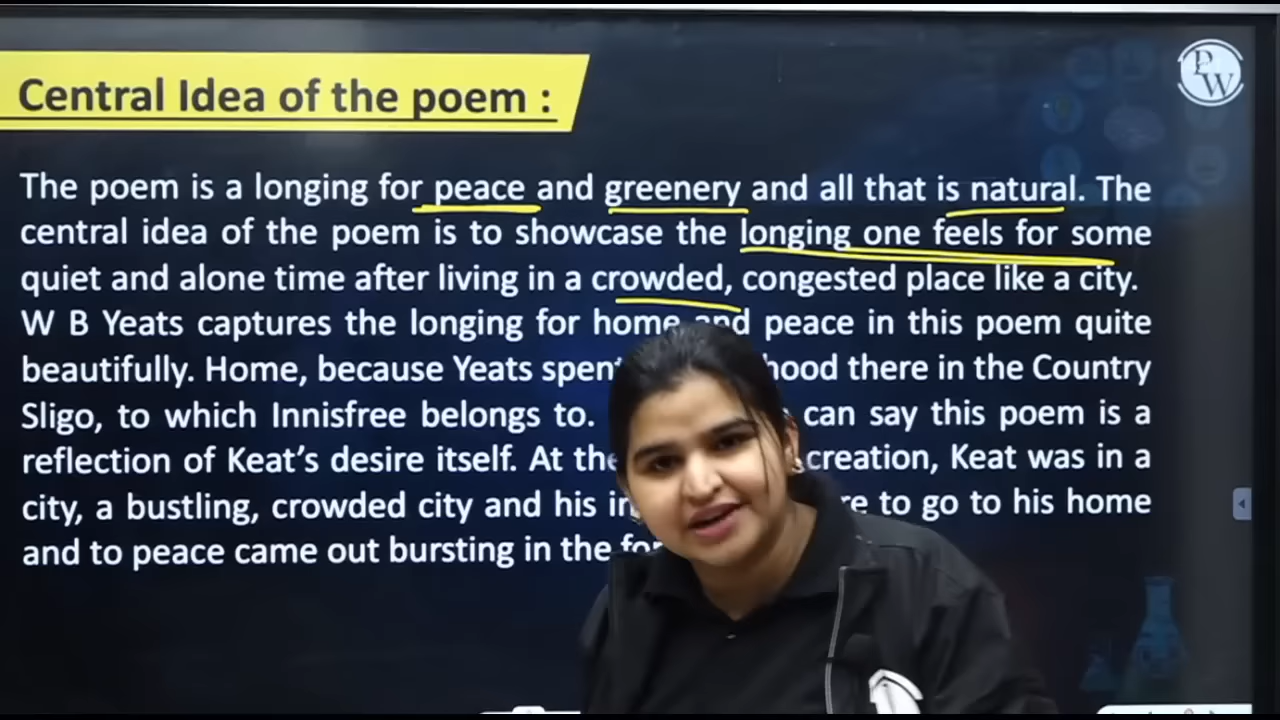 Central Idea of the poem :
PW
The poem is a longing for peace and greenery and all that is natural. The
central idea of the poem is to showcase the longing one feels for some
quiet and alone time after living in a crowded, congested place like a city.
W B Yeats captures the longing for home and peace in this poem quite
beautifully. Home, because Yeats spent hood there in the Country
Sligo, to which Innisfree belongs to. can say this poem is a
reflection of Keat's desire itself. At the creation, Keat was in a
city, a bustling, crowded city and his in re to go to his home
and to peace came out bursting in the for